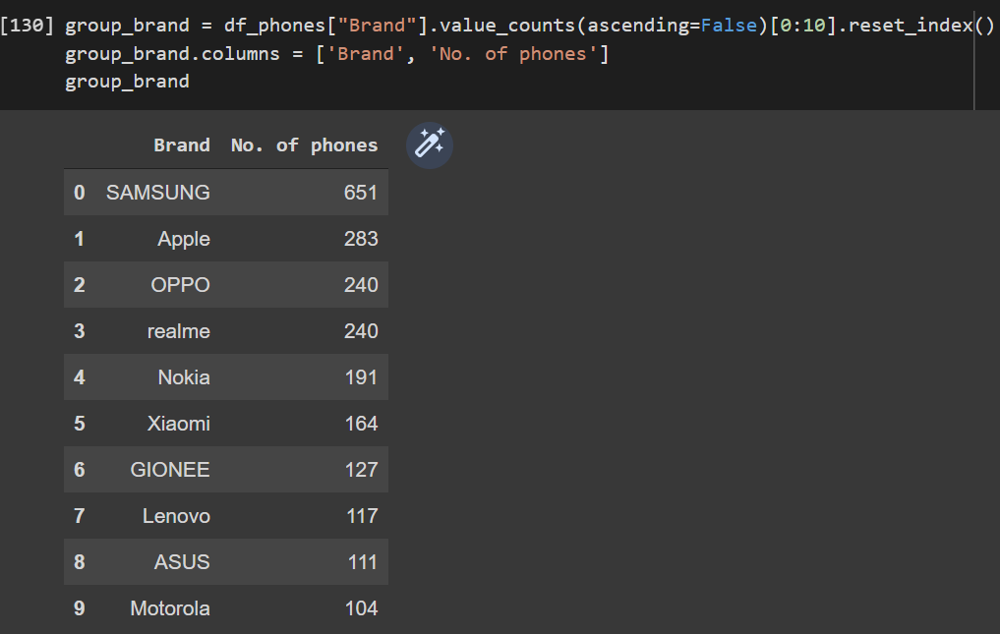 [130] group_brand = df_phones["Brand"].value_counts(ascending=False)[0:10].reset_index()
group_brand.columns = ['Brand', 'No. of phones']
group_brand
Brand No. of phones
0 SAMSUNG 651
1 Apple 283
2 OPPO 240
3 realme 240
4 Nokia 191
5 Xiaomi 164
6 GIONEE 127
7 Lenovo 117
8 ASUS 111
9 Motorola 104